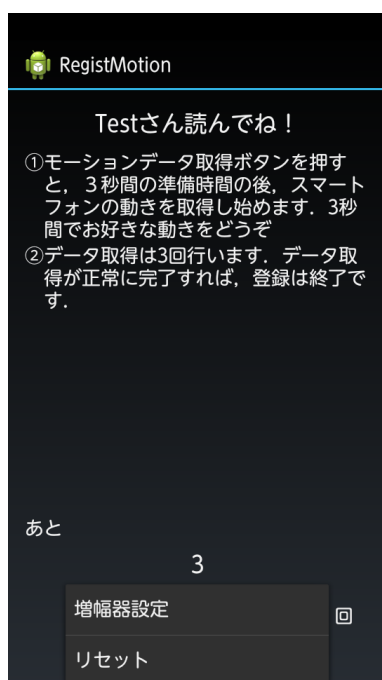 RegistMotion
Testさん読んでね！
①モーションデータ取得ボタンを押す
と，３秒間の準備時間の後，スマート
フォンの動きを取得し始めます．3秒
間でお好きな動きをどうぞ
②データ取得は3回行います．データ取
得が正常に完了すれば，登録は終了で
す．
あと
3
回
増幅器設定
リセット